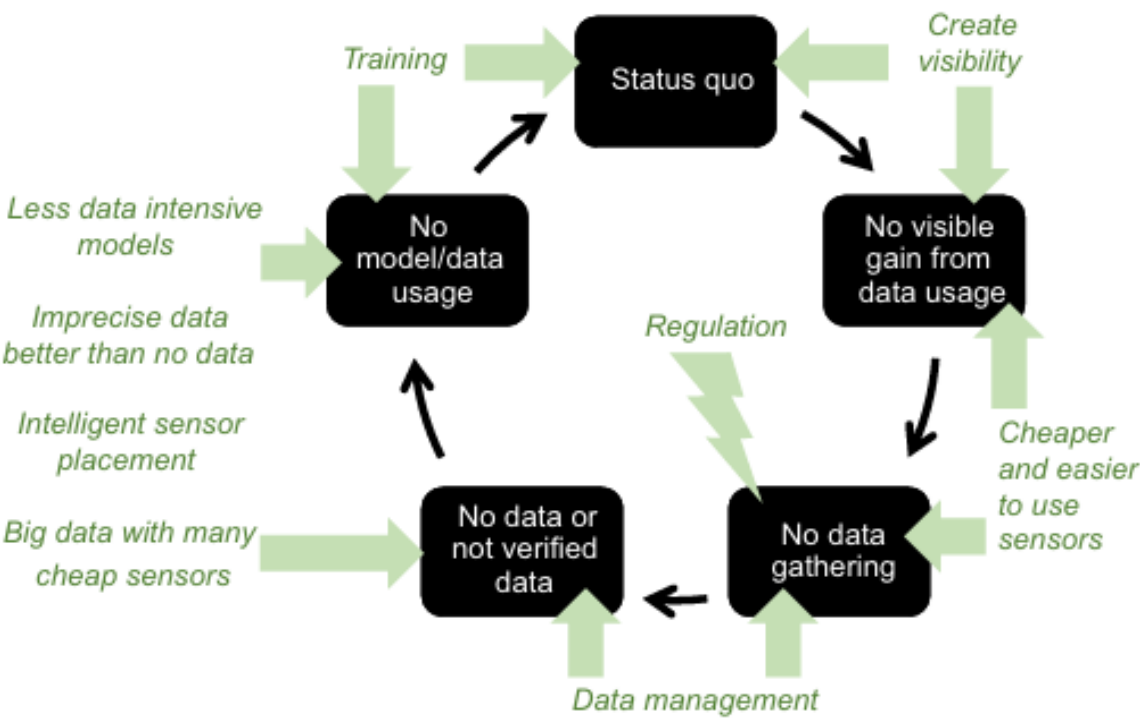 Create
visibility
Training
Status quo
Less data intensive
models
No
model/data
usage
No visible
gain from
data usage
Imprecise data
better than no data
Regulation
Intelligent sensor
placement
Cheaper
and easier
to use
sensors
Big data with many
cheap sensors
No data or
not verified
data
No data
gathering
Data management